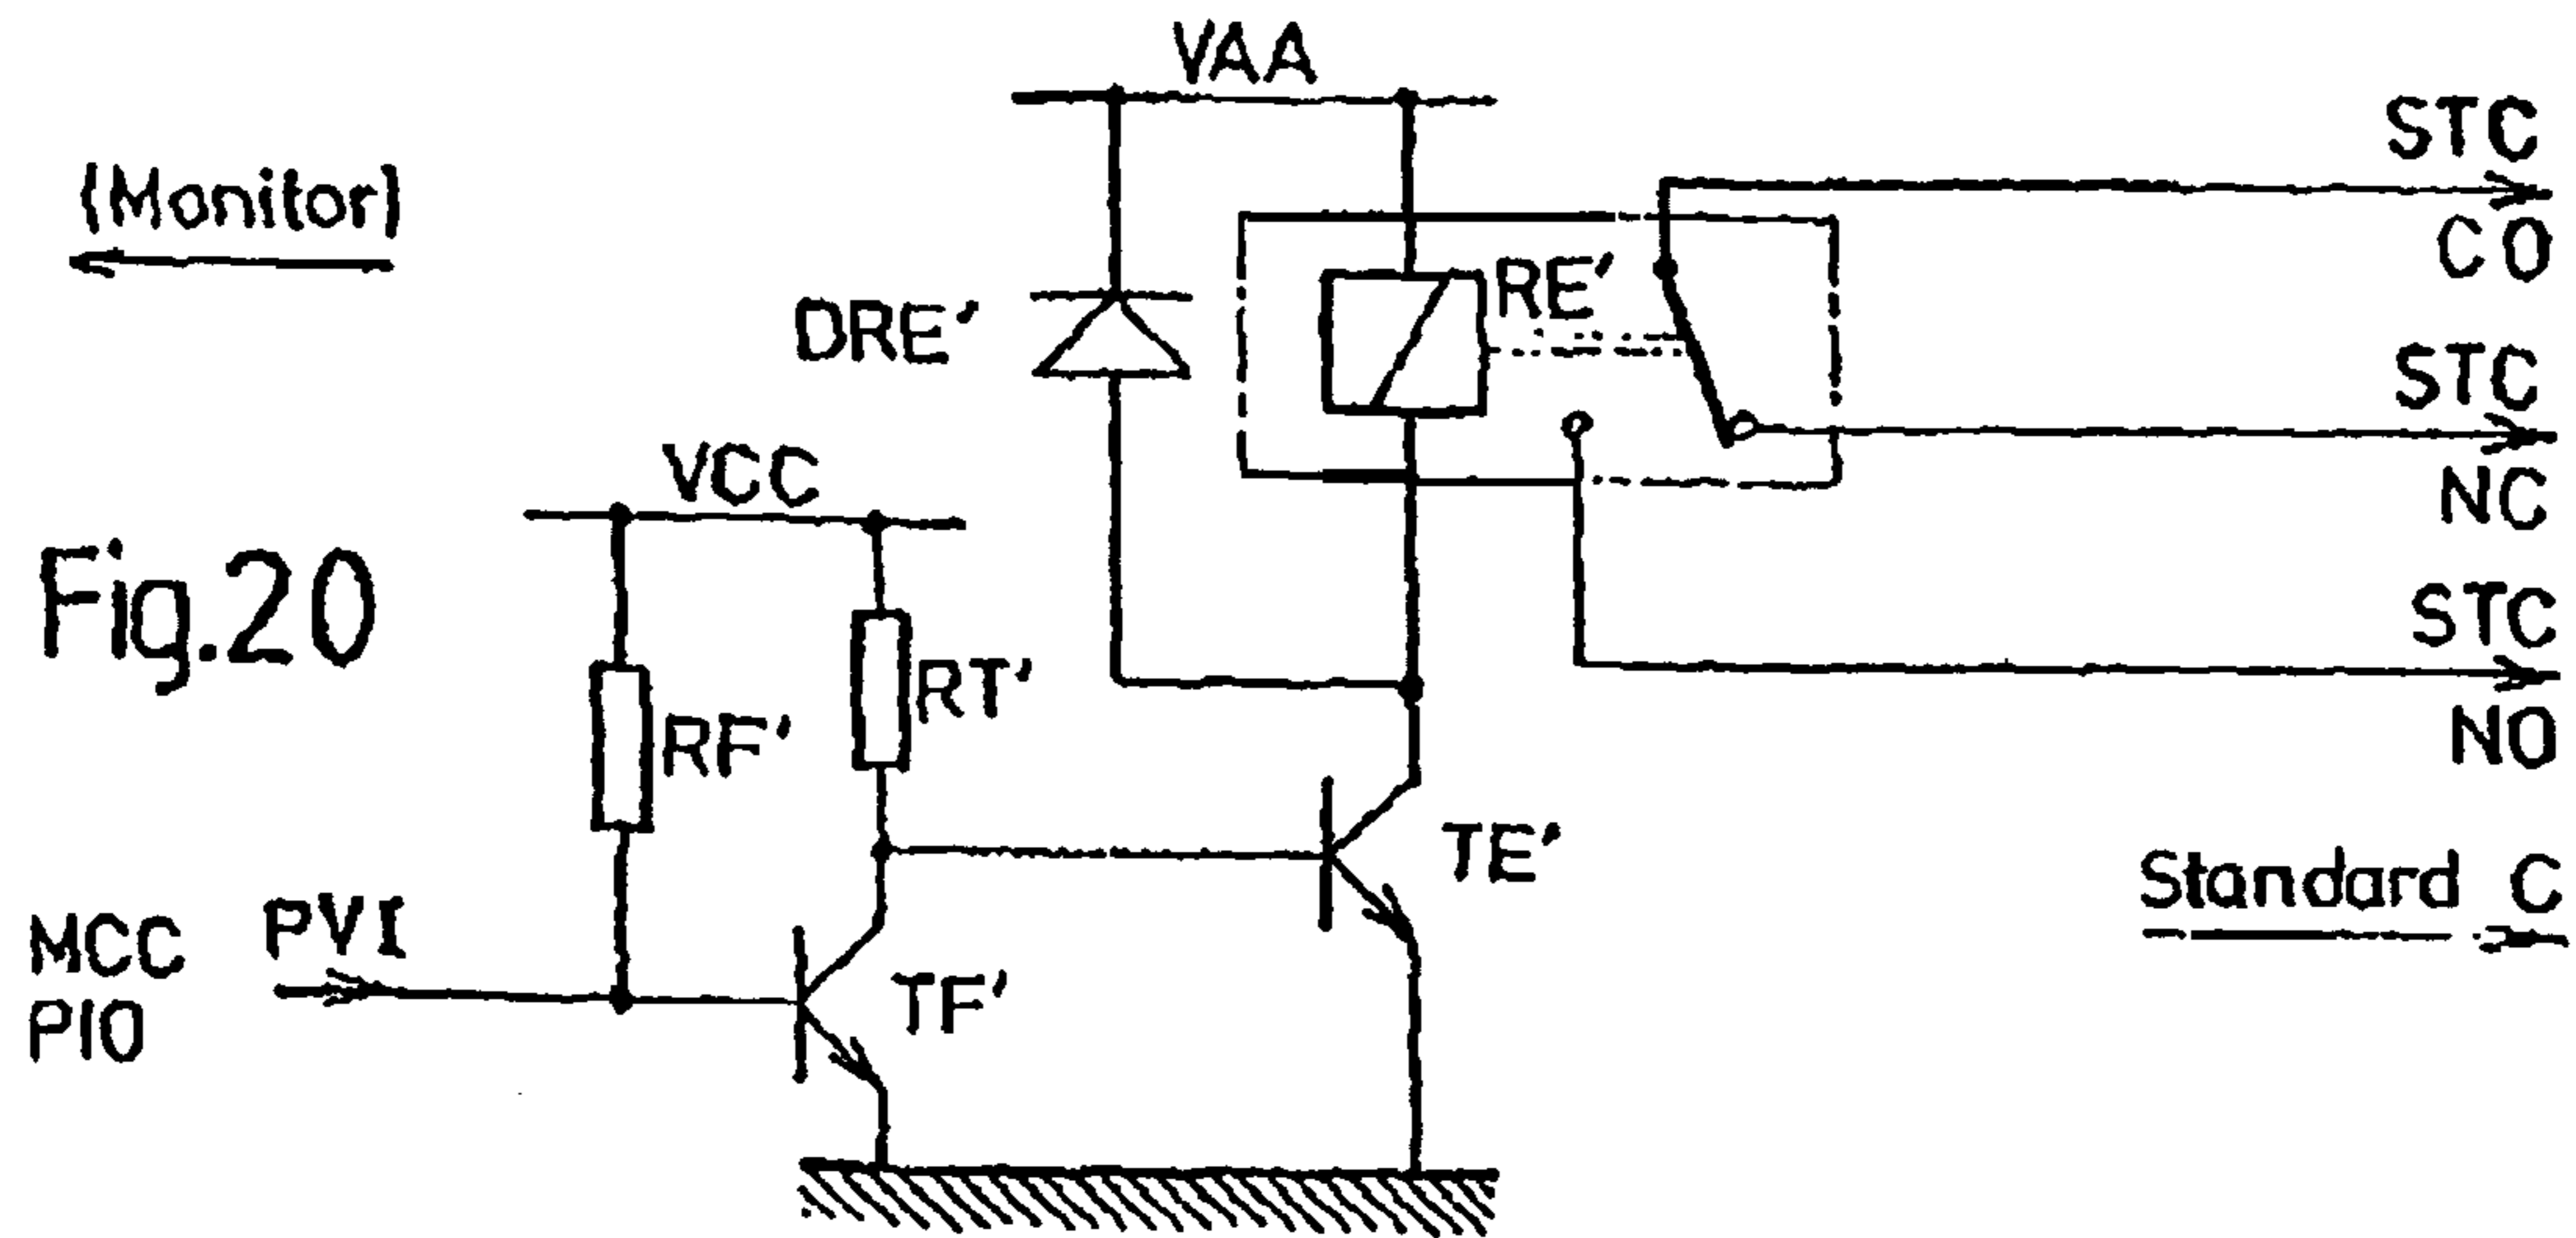 VAA
STC
CO
(Monitor)
RE'
DRE'
STC
NC
VCC
Fig.20
STC
NO
RT'
RF'
TE'
Standard C
MCC
PIO
PVI
TF'